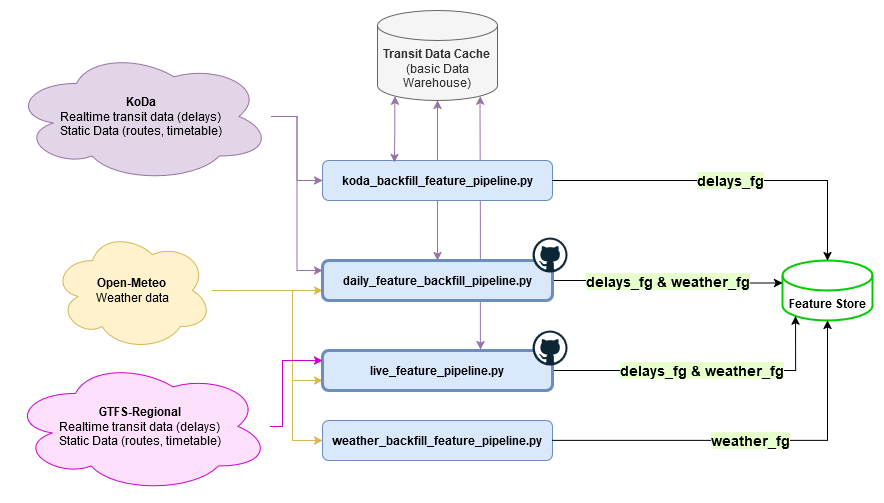 Transit Data Cache
(basic Data
Warehouse)
KoDa
Realtime transit data (delays)
Static Data (routes, timetable)
koda_backfill_feature_pipeline.py
delays_fg
Open-Meteo
Weather data
daily_feature_backfill_pipeline.py
delays_fg & weather_fg
Feature Store
live_feature_pipeline.py
delays_fg & weather_fg
GTFS-Regional
Realtime transit data (delays)
Static Data (routes, timetable)
weather_backfill_feature_pipeline.py
weather_fg